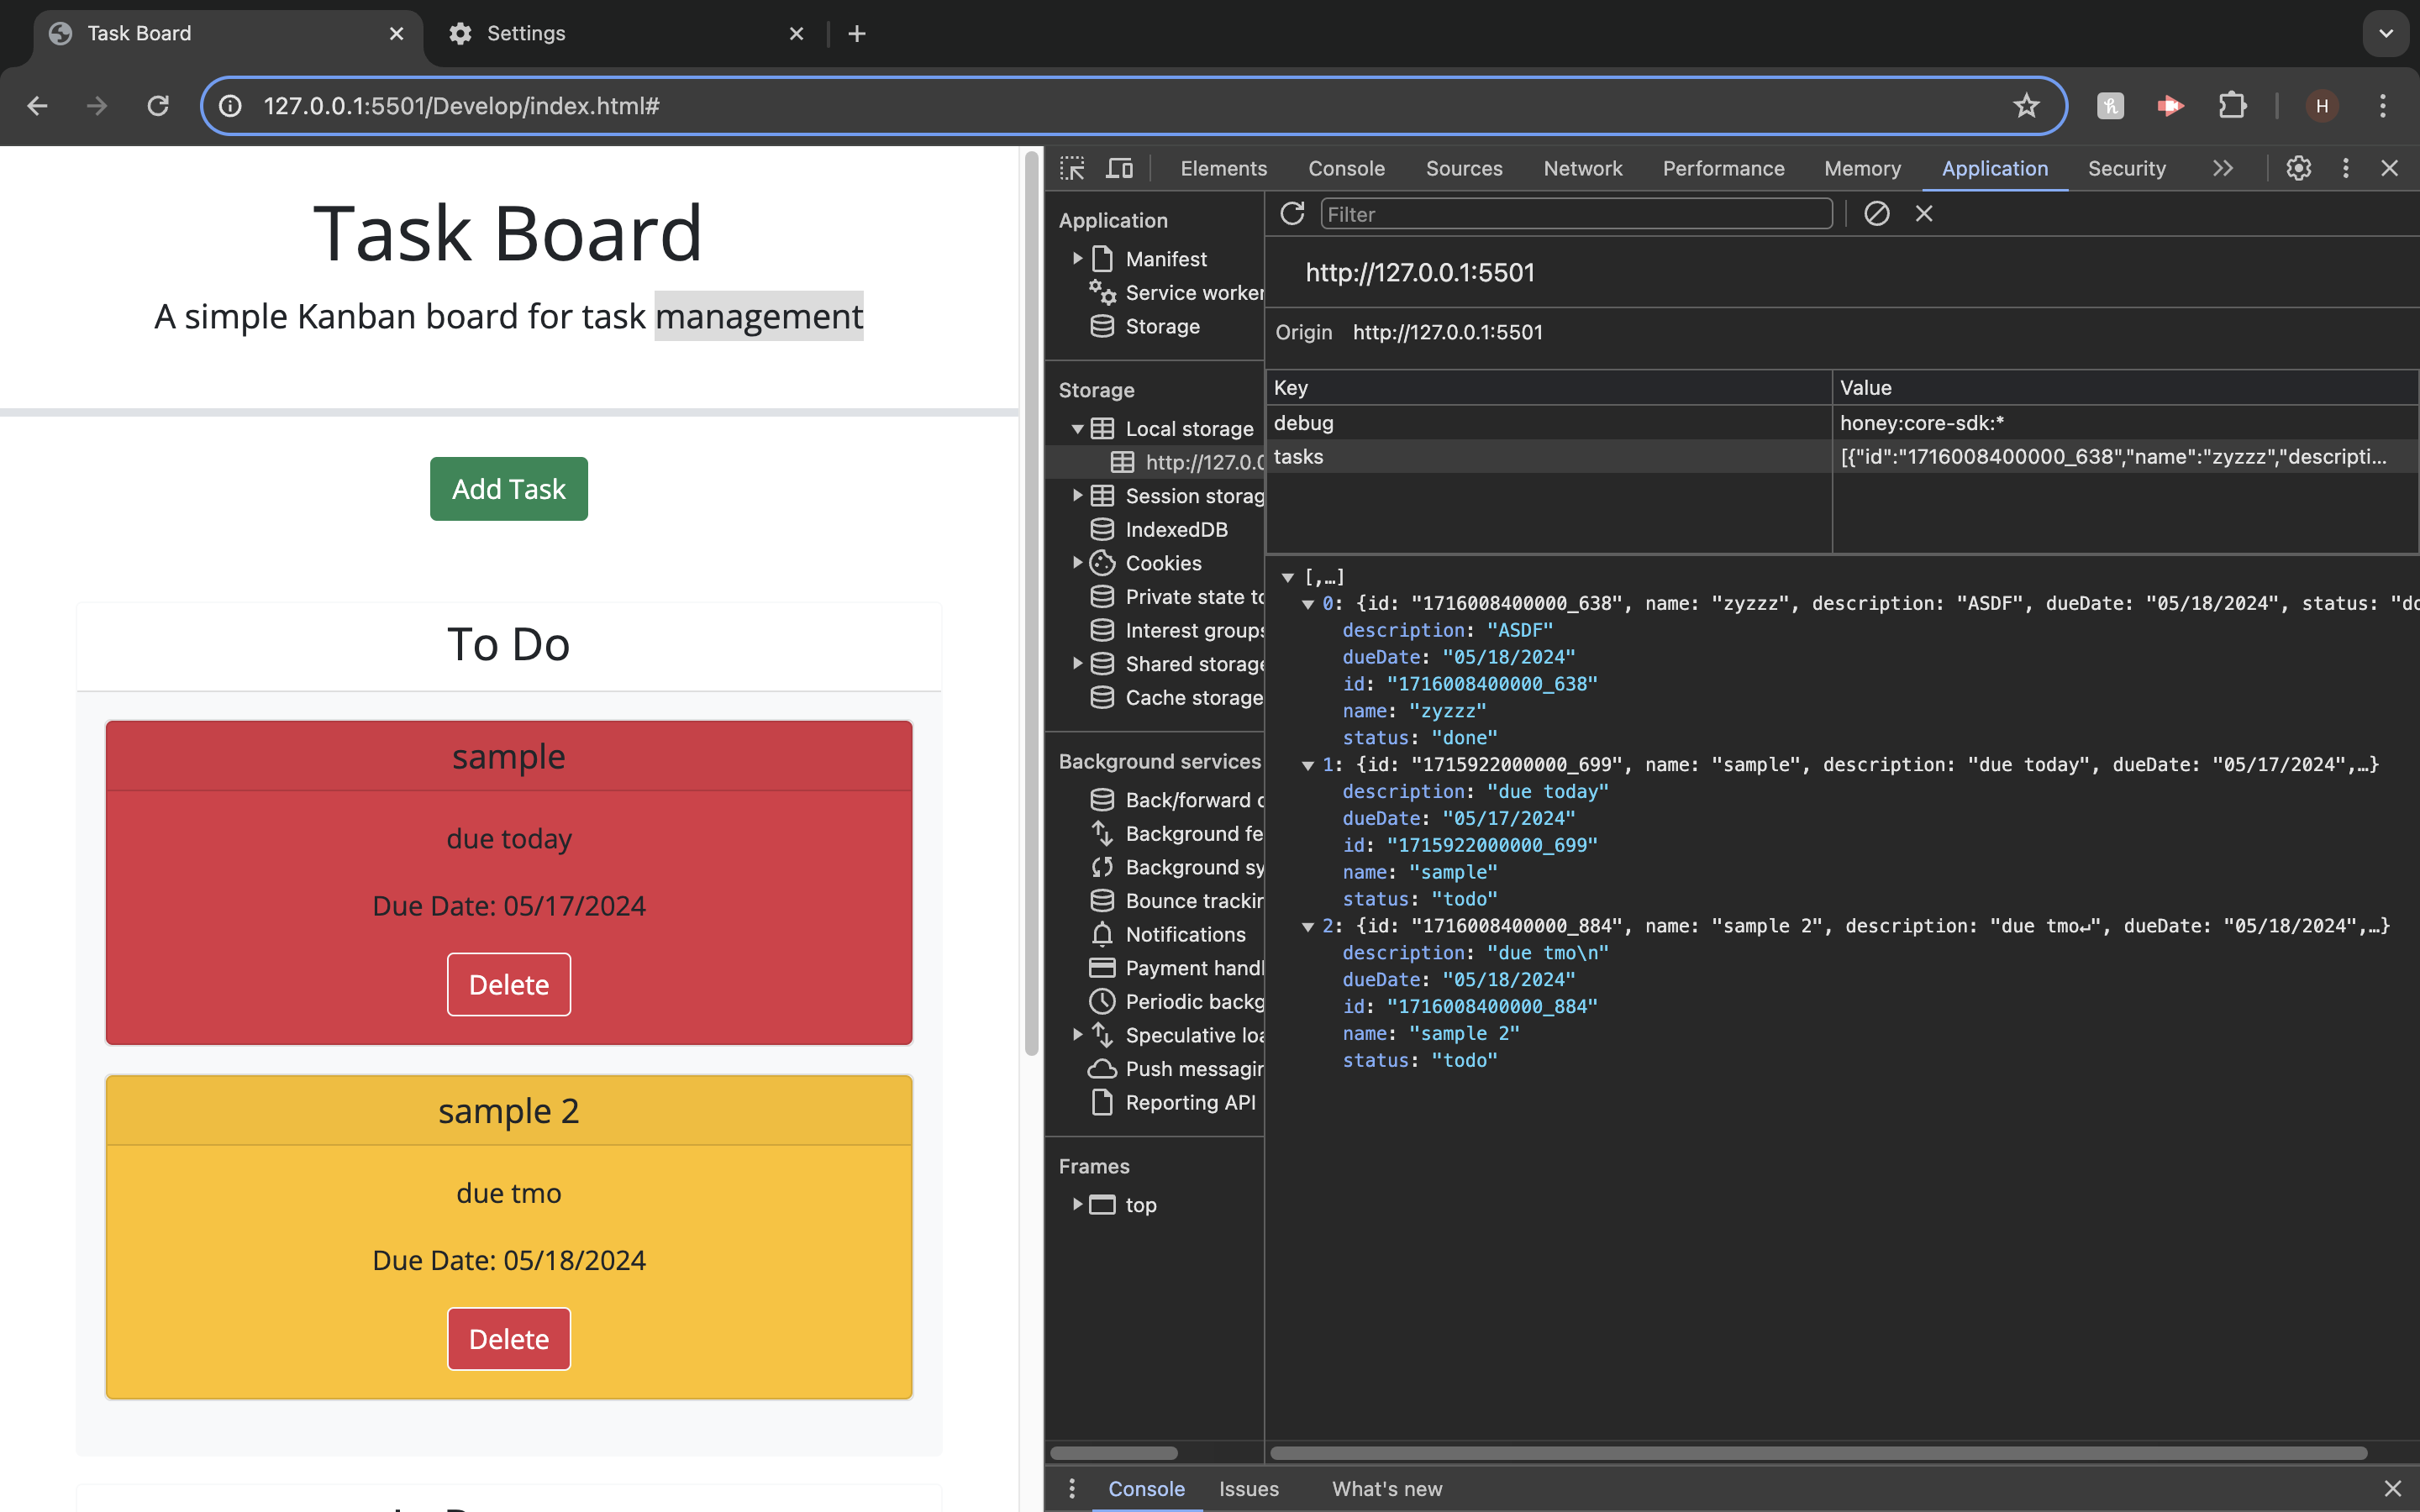 Task Board
Settings
127.0.0.1:5501/Develop/index.html#
H
Task Board
A simple Kanban board for task management
Add Task
To Do
sample
due today
Due Date: 05/17/2024
Delete
sample 2
due tmo
Due Date: 05/18/2024
Delete
Elements Console Sources Network Performance Memory Application Security
Application
Manifest
Service worker
Storage
Storage
Local storage
http://127.0.0
Session storag
IndexedDB
Cookies
Private state to
Interest groups
Shared storage
Cache storage
Background services
Back/forward c
Background fe
Background sy
Bounce trackin
Notifications
Payment handl
Periodic backg
Speculative loa
Push messagin
Reporting API
Frames
top
Filter
http://127.0.0.1:5501
Origin http://127.0.0.1:5501
Key Value
debug honey:core-sdk:*
tasks [{"id":"1716008400000_638","name":"zyzzz","descripti...
[,…]
0: {id: "1716008400000_638", name: "zyzzz", description: "ASDF", dueDate: "05/18/2024", status: "do
description: "ASDF"
dueDate: "05/18/2024"
id: "1716008400000_638"
name: "zyzzz"
status: "done"
1: {id: "1715922000000_699", name: "sample", description: "due today", dueDate: "05/17/2024",…}
description: "due today"
dueDate: "05/17/2024"
id: "1715922000000_699"
name: "sample"
status: "todo"
2: {id: "1716008400000_884", name: "sample 2", description: "due tmo↵", dueDate: "05/18/2024",…}
description: "due tmo\n"
dueDate: "05/18/2024"
id: "1716008400000_884"
name: "sample 2"
status: "todo"
Console Issues What's new